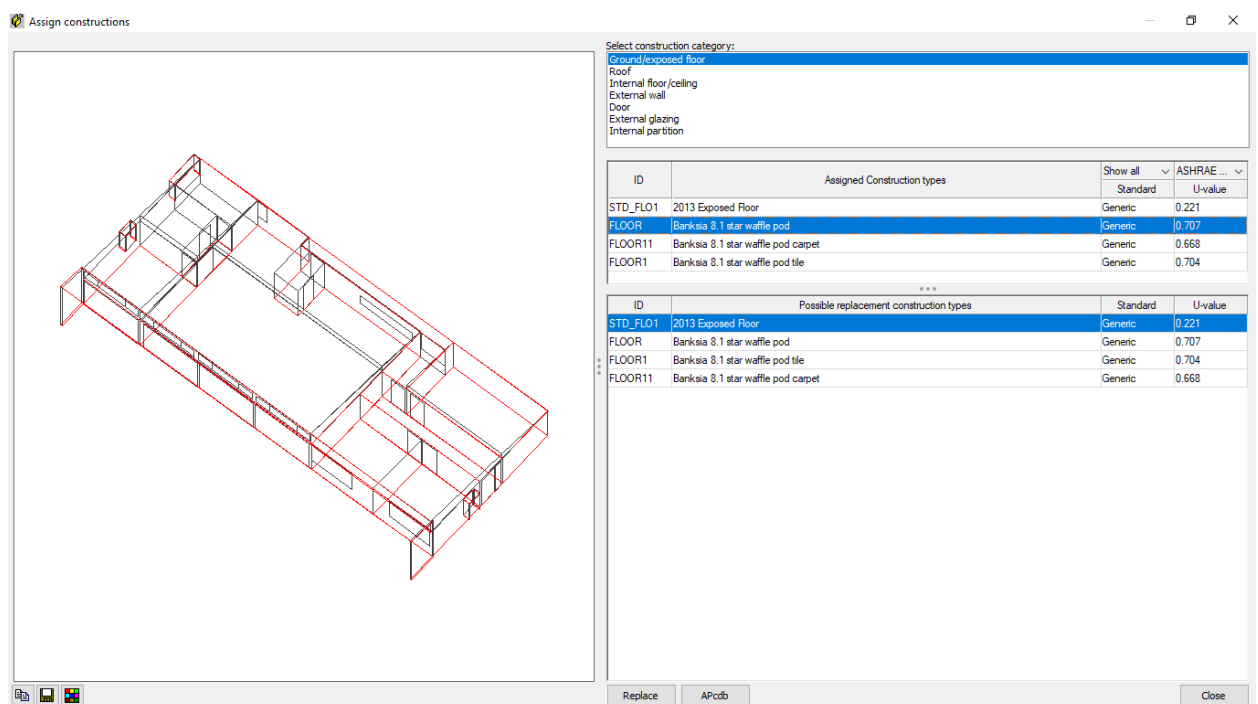 Assign constructions
Select construction category:
Ground/exposed floor
Roof
Internal floor/ceiling
External wall
Door
External glazing
Internal partition
ID Assigned Construction types Show all ASHRAE ...
Standard U-value
STD_FLO1 2013 Exposed Floor Generic 0.221
FLOOR Banksia 8.1 star waffle pod Generic 0.707
FLOOR11 Banksia 8.1 star waffle pod carpet Generic 0.668
FLOOR1 Banksia 8.1 star waffle pod tile Generic 0.704
ID Possible replacement construction types Standard U-value
STD_FLO1 2013 Exposed Floor Generic 0.221
FLOOR Banksia 8.1 star waffle pod Generic 0.707
FLOOR1 Banksia 8.1 star waffle pod tile Generic 0.704
FLOOR11 Banksia 8.1 star waffle pod carpet Generic 0.668
Replace APcdb Close